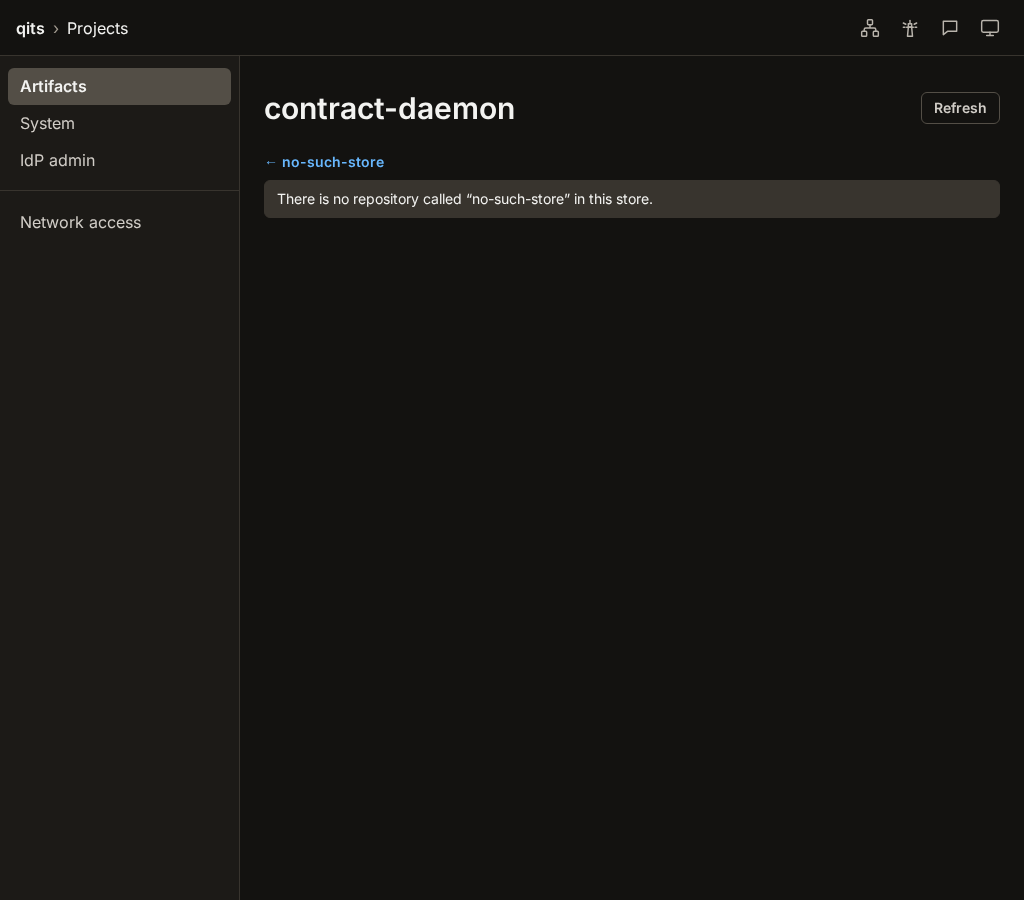 qits › Projects
Artifacts
System
IdP admin
Network access
contract-daemon
Refresh
← no-such-store
There is no repository called “no-such-store” in this store.